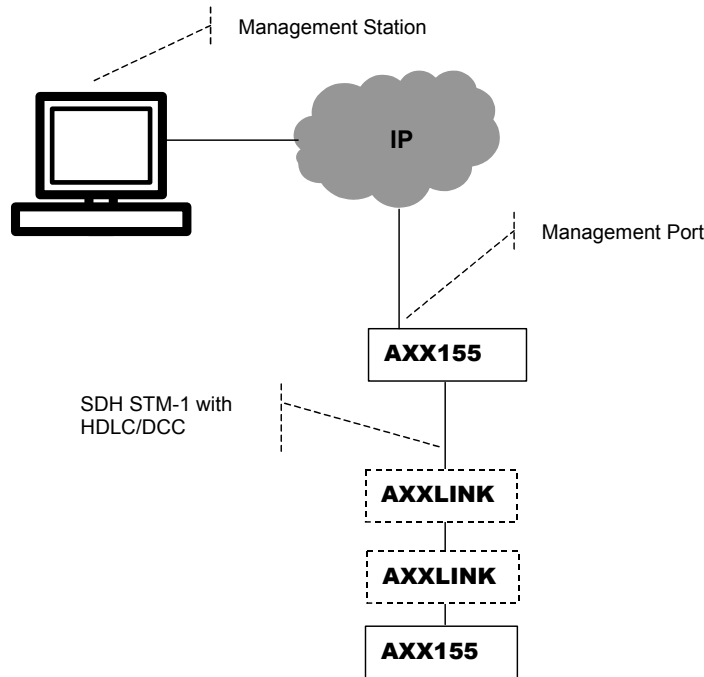 Management Station
IP
Management Port
AXX155
SDH STM-1 with
HDLC/DCC
AXXLINK
AXXLINK
AXX155